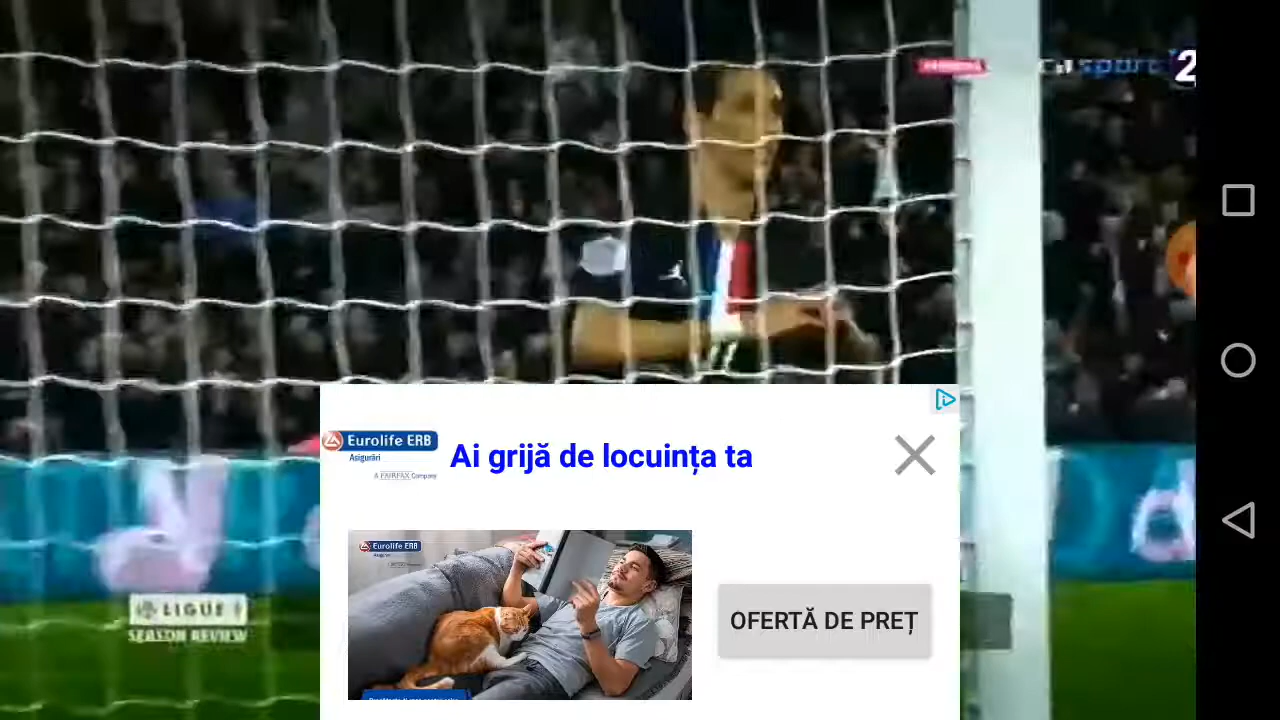 sport 2
Eurolife ERB
Asigurări
A FAIRFAX Company
Ai grijă de locuința ta
Eurolife ERB
OFERTĂ DE PREȚ
LIGUE 1
SEASON REVIEW
11